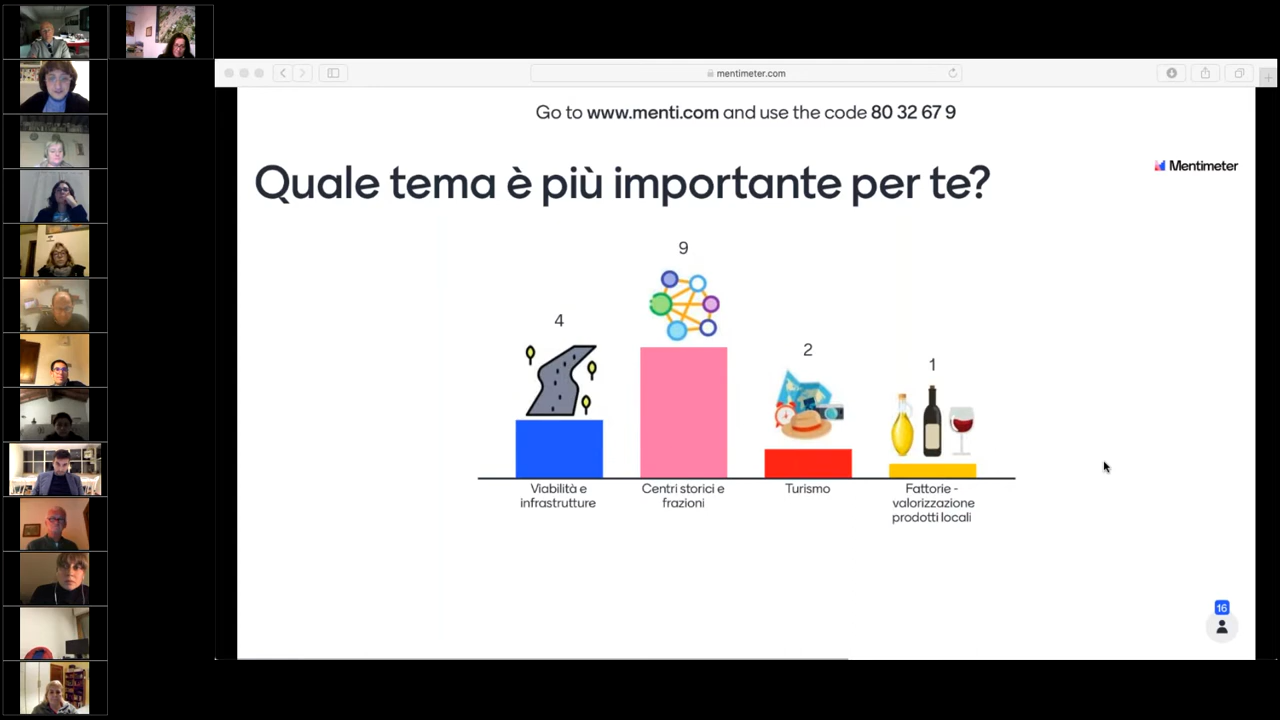 mentimeter.com
Go to www.menti.com and use the code 80 32 67 9
Mentimeter
Quale tema è più importante per te?
4
9
2
1
Viabilità e
infrastrutture
Centri storici e
frazioni
Turismo
Fattorie -
valorizzazione
prodotti locali
16